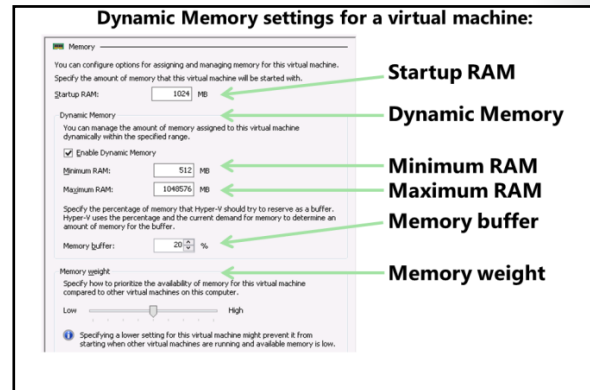 Dynamic Memory settings for a virtual machine:
Memory
You can configure options for assigning and managing memory for this virtual machine.
Specify the amount of memory that this virtual machine will be started with.
Startup RAM: 1024 MB
Startup RAM
Dynamic Memory
Dynamic Memory
You can manage the amount of memory assigned to this virtual machine
dynamically within the specified range.
Enable Dynamic Memory
Minimum RAM: 512 MB
Minimum RAM
Maximum RAM: 1048576 MB
Maximum RAM
Specify the percentage of memory that Hyper-V should try to reserve as a buffer.
Hyper-V uses the percentage and the current demand for memory to determine an
amount of memory for the buffer.
Memory buffer: 20 %
Memory buffer
Memory weight
Memory weight
Specify how to prioritize the availability of memory for this virtual machine
compared to other virtual machines on this computer.
Low High
Specifying a lower setting for this virtual machine might prevent it from
starting when other virtual machines are running and available memory is low.